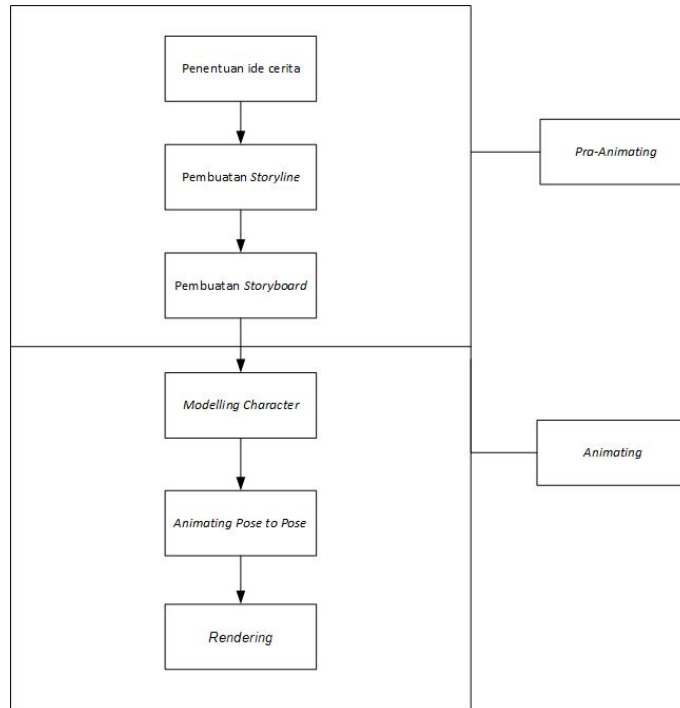 Penentuan ide cerita
Pra-Animating
Pembuatan Storyline
Pembuatan Storyboard
Modelling Character
Animating
Animating Pose to Pose
Rendering